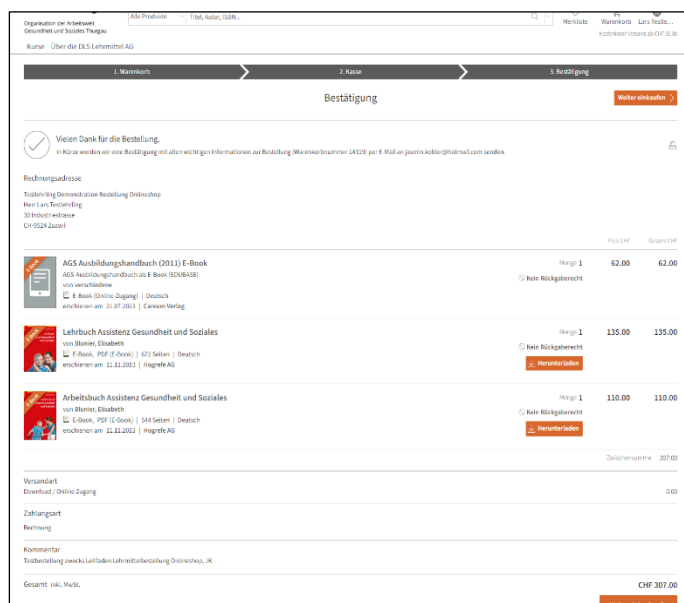 Organisation der Arbeitswelt
Gesundheit und Soziales Thurgau
Alle Produkte
Titel, Autor, ISBN...
Merkliste
Warenkorb
Lars Testle...
Kostenloser Versand ab CHF
Kurse Über die DLS Lehrmittel AG
1. Warenkorb
2. Kasse
3. Bestätigung
Bestätigung
Weiter einkaufen
Vielen Dank für die Bestellung.
In Kürze werden wir eine Bestätigung mit allen wichtigen Informationen zur Bestellung (Warenkorbnummer 14319) per E-Mail an jasmin.kobler@hotmail.com senden.
Rechnungsadresse
Testlehrling Demonstration Bestellung Onlineshop
Herr Lars Testlehrling
30 Industriestrasse
CH-9524 Zuzwil
Preis CHF
Gesamt CHF
E-Book
AGS Ausbildungshandbuch (2011) E-Book
Menge 1
62.00
62.00
AGS Ausbildungshandbuch als E-Book (EDUBASE)
Kein Rückgaberecht
von verschiedene
E-Book (Online Zugang) | Deutsch
erschienen am 21.07.2023 | Careum Verlag
E-Book
Lehrbuch Assistenz Gesundheit und Soziales
Menge 1
135.00
135.00
von Blunier, Elisabeth
Kein Rückgaberecht
E-Book, PDF (E-Book) | 672 Seiten | Deutsch
erschienen am 11.11.2013 | Hogrefe AG
Herunterladen
E-Book
Arbeitsbuch Assistenz Gesundheit und Soziales
Menge 1
110.00
110.00
von Blunier, Elisabeth
Kein Rückgaberecht
E-Book, PDF (E-Book) | 544 Seiten | Deutsch
erschienen am 11.11.2013 | Hogrefe AG
Herunterladen
Zwischensumme 307.00
Versandart
Download / Online Zugang
0.00
Zahlungsart
Rechnung
Kommentar
Testbestellung zwecks Leitfaden Lehrmittelbestellung Onlineshop, JK
Gesamt inkl. MwSt.
CHF 307.00